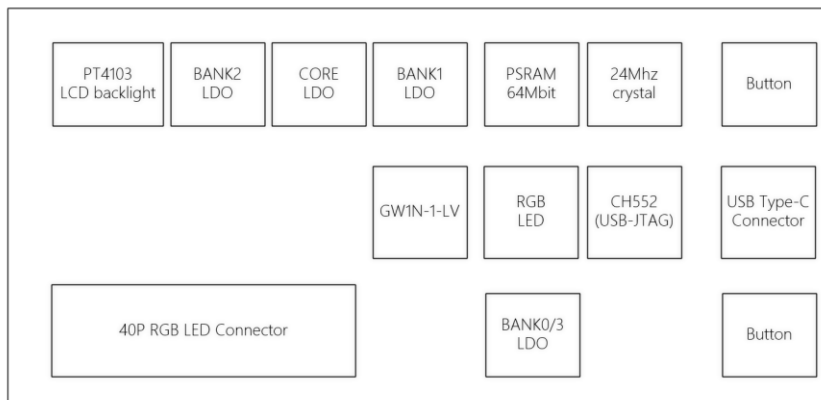 PT4103
LCD backlight
BANK2
LDO
CORE
LDO
BANK1
LDO
PSRAM
64Mbit
24Mhz
crystal
Button
GW1N-1-LV
RGB
LED
CH552
(USB-JTAG)
USB Type-C
Connector
40P RGB LED Connector
BANK0/3
LDO
Button